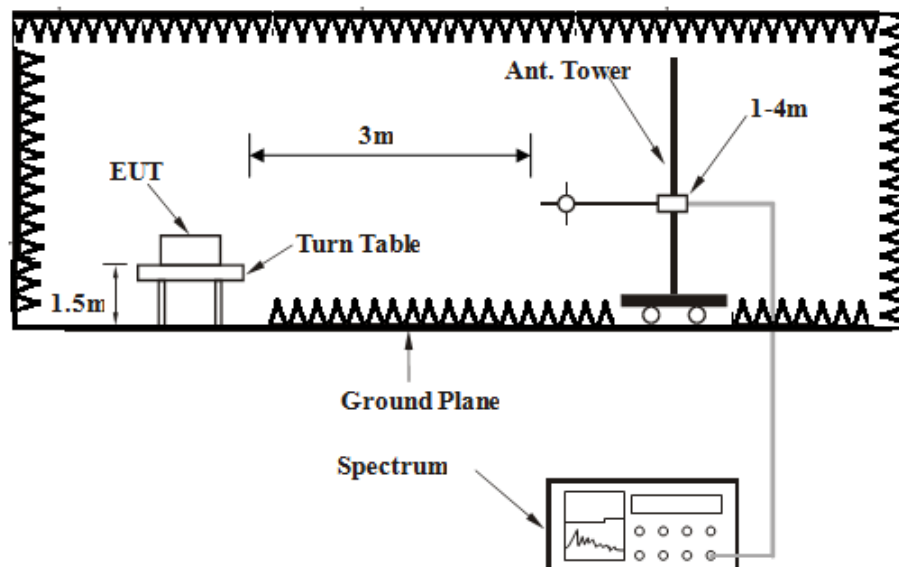 Ant. Tower
1-4m
3m
EUT
Turn Table
1.5m
Ground Plane
Spectrum